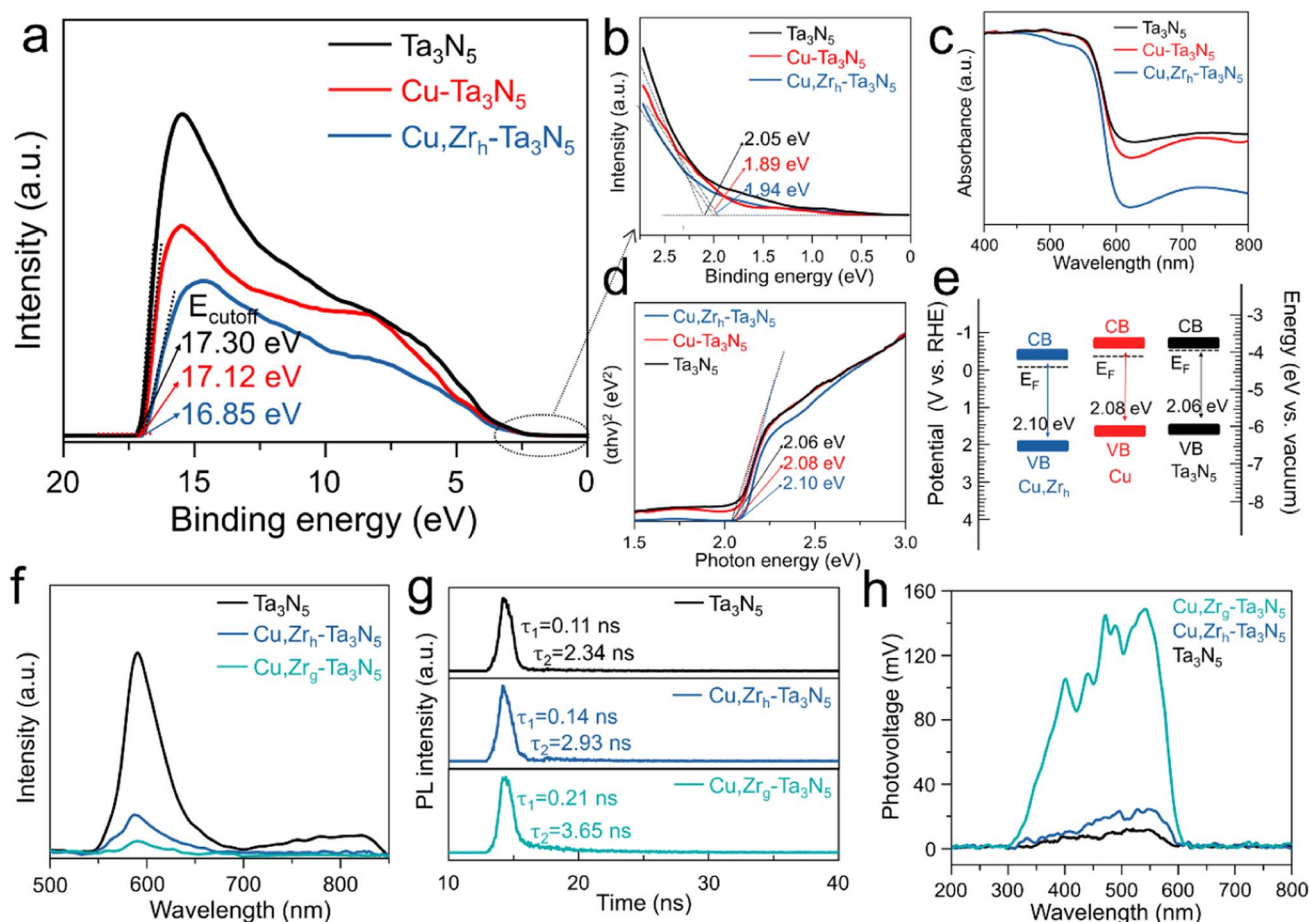 a
Ta₃N₅
Cu-Ta₃N₅
Cu,Zrₕ-Ta₃N₅
E_cutoff
17.30 eV
17.12 eV
16.85 eV
Intensity (a.u.)
20 15 10 5 0
Binding energy (eV)
b
Ta₃N₅
Cu-Ta₃N₅
Cu,Zrₕ-Ta₃N₅
2.05 eV
1.89 eV
1.94 eV
Intensity (a.u.)
2.5 2.0 1.5 1.0 0.5 0
Binding energy (eV)
c
Ta₃N₅
Cu-Ta₃N₅
Cu,Zrₕ-Ta₃N₅
Absorbance (a.u.)
400 500 600 700 800
Wavelength (nm)
d
Cu,Zrₕ-Ta₃N₅
Cu-Ta₃N₅
Ta₃N₅
2.06 eV
2.08 eV
2.10 eV
(αhv)² (eV²)
1.5 2.0 2.5 3.0
Photon energy (eV)
e
Potential (V vs. RHE)
-1
0
1
2
3
4
CB CB CB
E_F E_F E_F
2.10 eV 2.08 eV 2.06 eV
VB VB VB
Cu,Zrₕ Cu Ta₃N₅
-3
-4
-5
-6
-7
-8
Energy (eV vs. vacuum)
f
Ta₃N₅
Cu,Zrₕ-Ta₃N₅
Cu,Zr_g-Ta₃N₅
Intensity (a.u.)
500 600 700 800
Wavelength (nm)
g
Ta₃N₅
τ₁=0.11 ns
τ₂=2.34 ns
Cu,Zrₕ-Ta₃N₅
τ₁=0.14 ns
τ₂=2.93 ns
Cu,Zr_g-Ta₃N₅
τ₁=0.21 ns
τ₂=3.65 ns
PL intensity (a.u.)
10 20 30 40
Time (ns)
h
Cu,Zr_g-Ta₃N₅
Cu,Zrₕ-Ta₃N₅
Ta₃N₅
Photovoltage (mV)
160
120
80
40
0
200 300 400 500 600 700 800
Wavelength (nm)